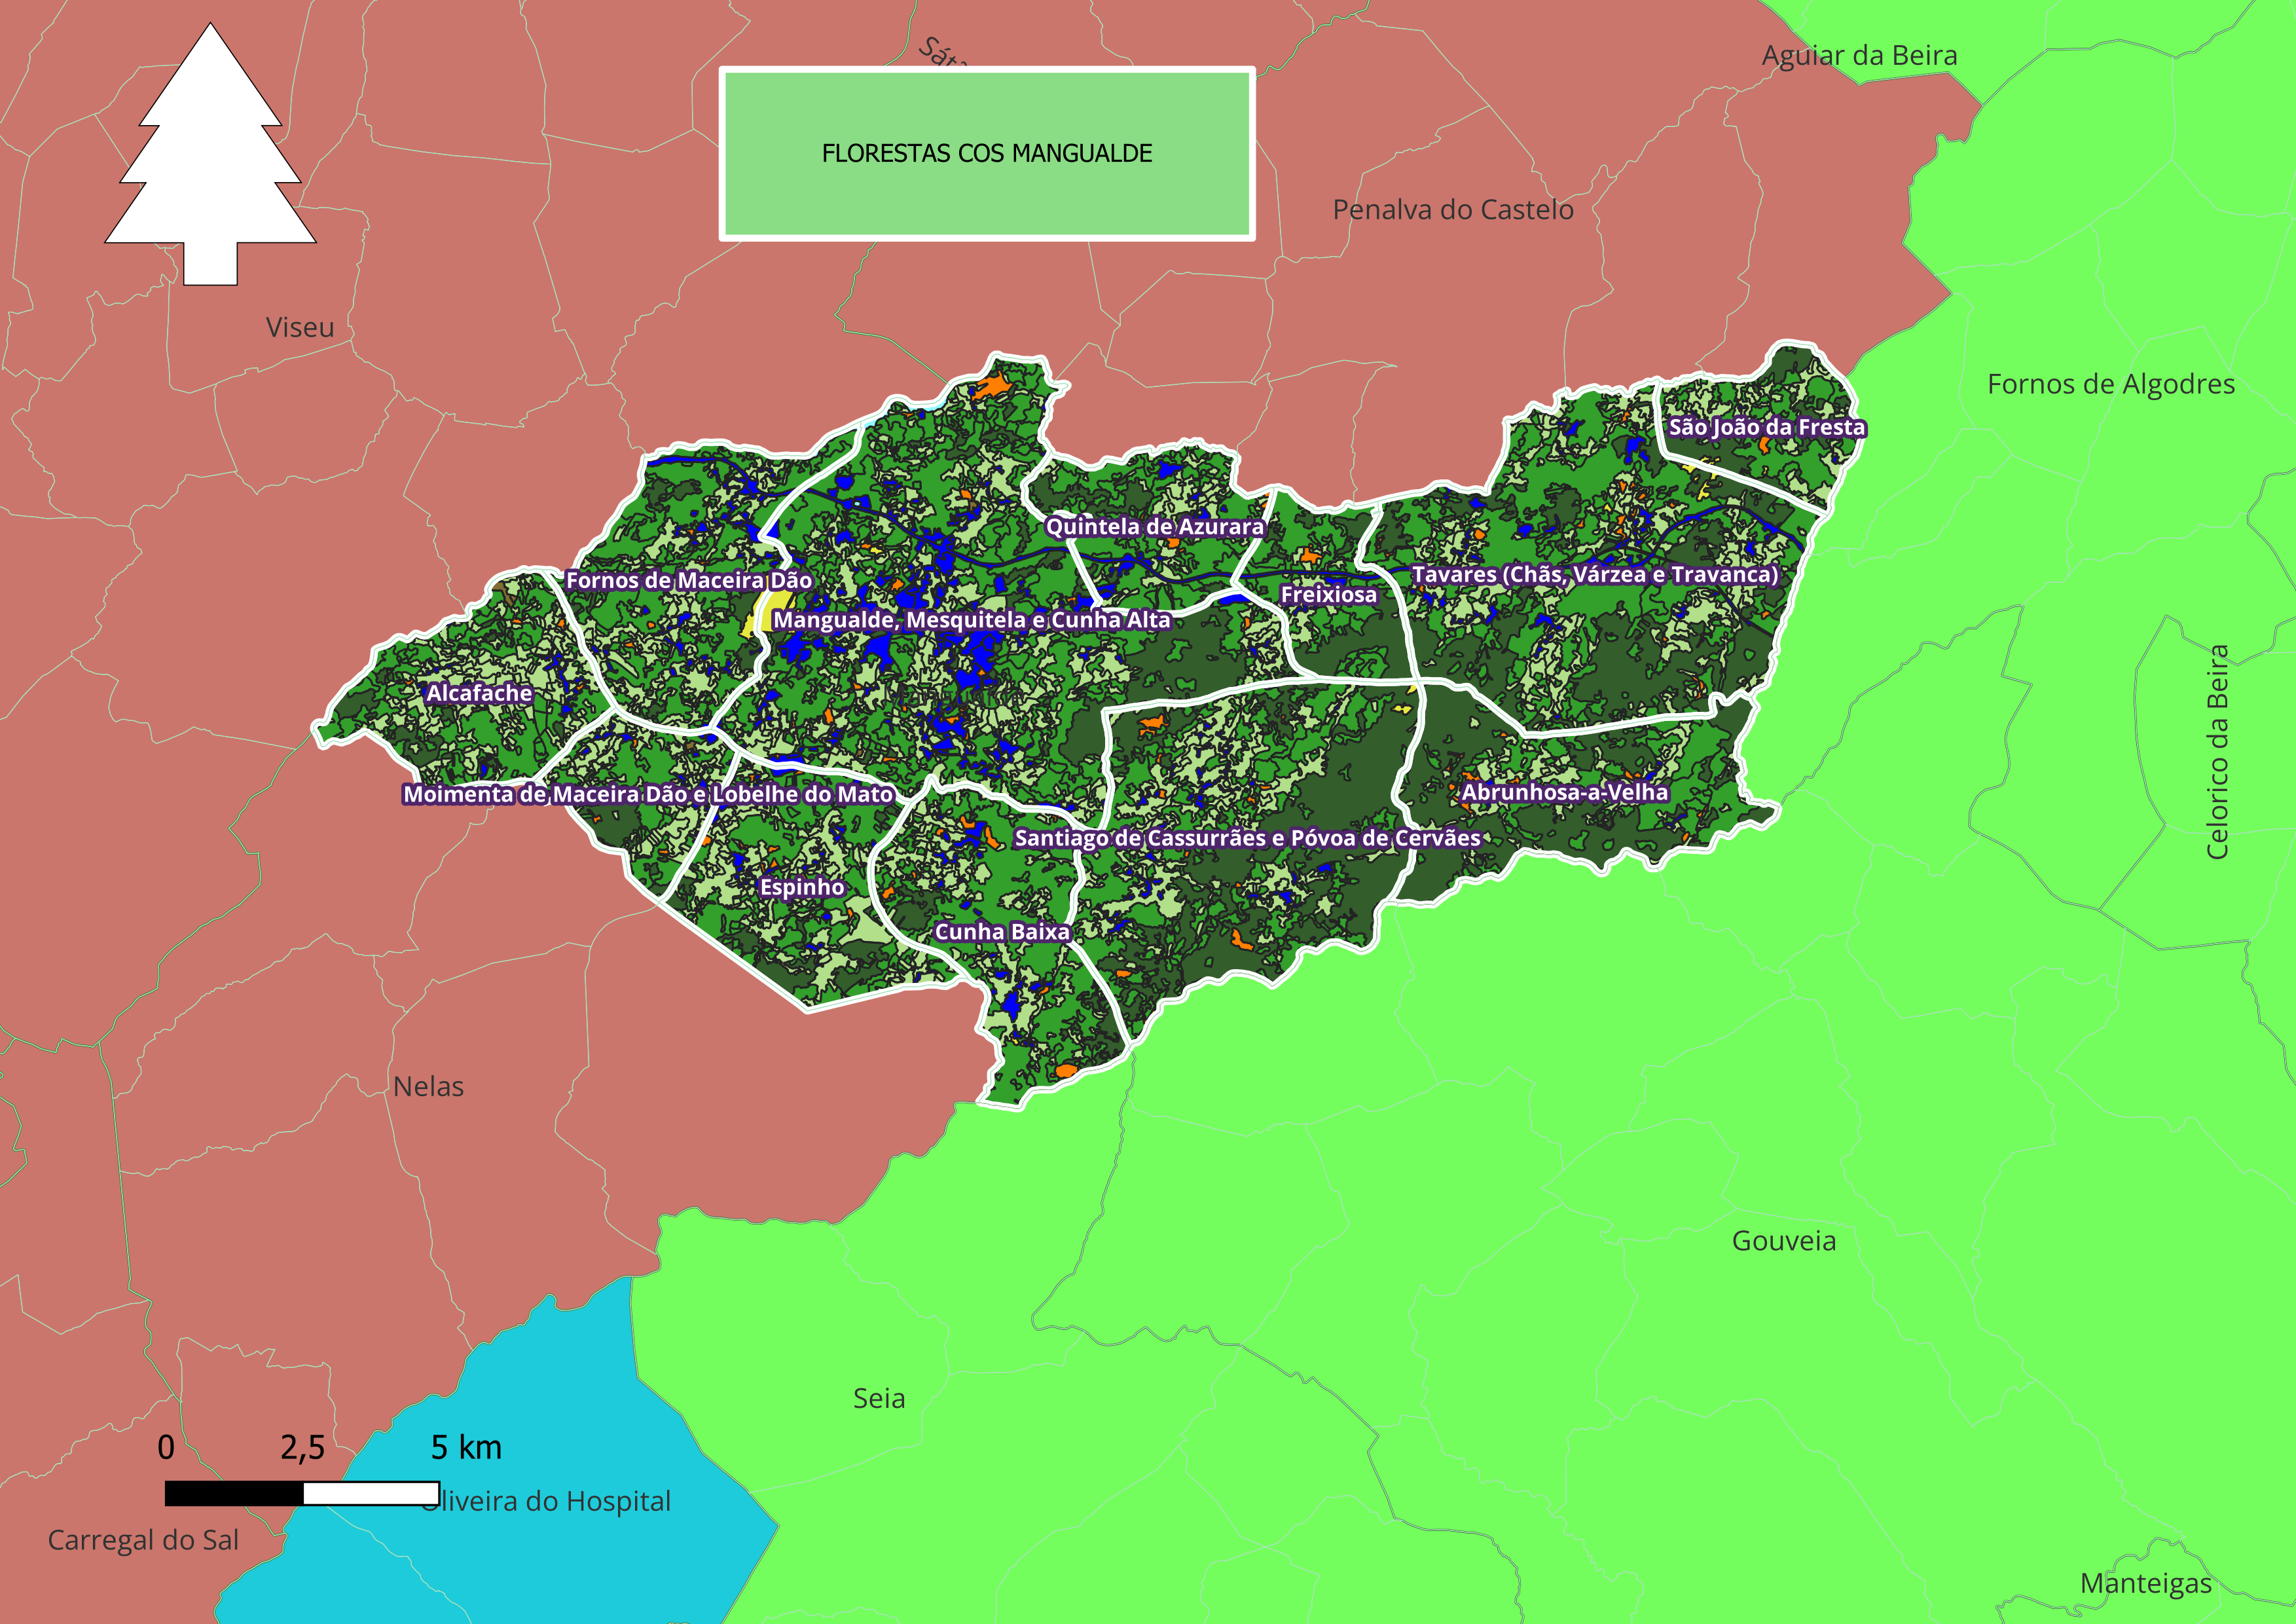 Aguiar da Beira
FLORESTAS COS MANGUALDE
Penalva do Castelo
Viseu
Fornos de Algodres
São João da Fresta
Quintela de Azurara
Fornos de Maceira Dão
Tavares (Chãs, Várzea e Travanca)
Freixiosa
Mangualde, Mesquitela e Cunha Alta
Alcafache
Celorico da Beira
Moimenta de Maceira Dão e Lobelhe do Mato
Abrunhosa-a-Velha
Santiago de Cassurrães e Póvoa de Cervães
Espinho
Cunha Baixa
Nelas
Gouveia
Seia
0 2,5 5 km
Oliveira do Hospital
Carregal do Sal
Manteigas